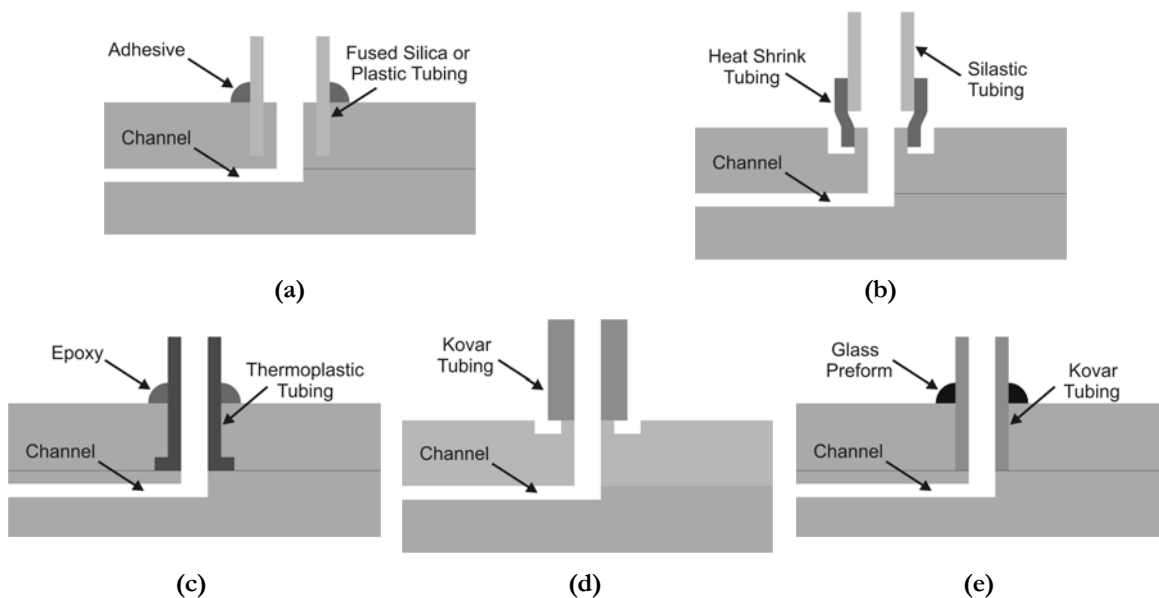 Adhesive
Fused Silica or
Plastic Tubing
Channel
(a)
Heat Shrink
Tubing
Silastic
Tubing
Channel
(b)
Epoxy
Thermoplastic
Tubing
Channel
(c)
Kovar
Tubing
Channel
(d)
Glass
Preform
Kovar
Tubing
Channel
(e)